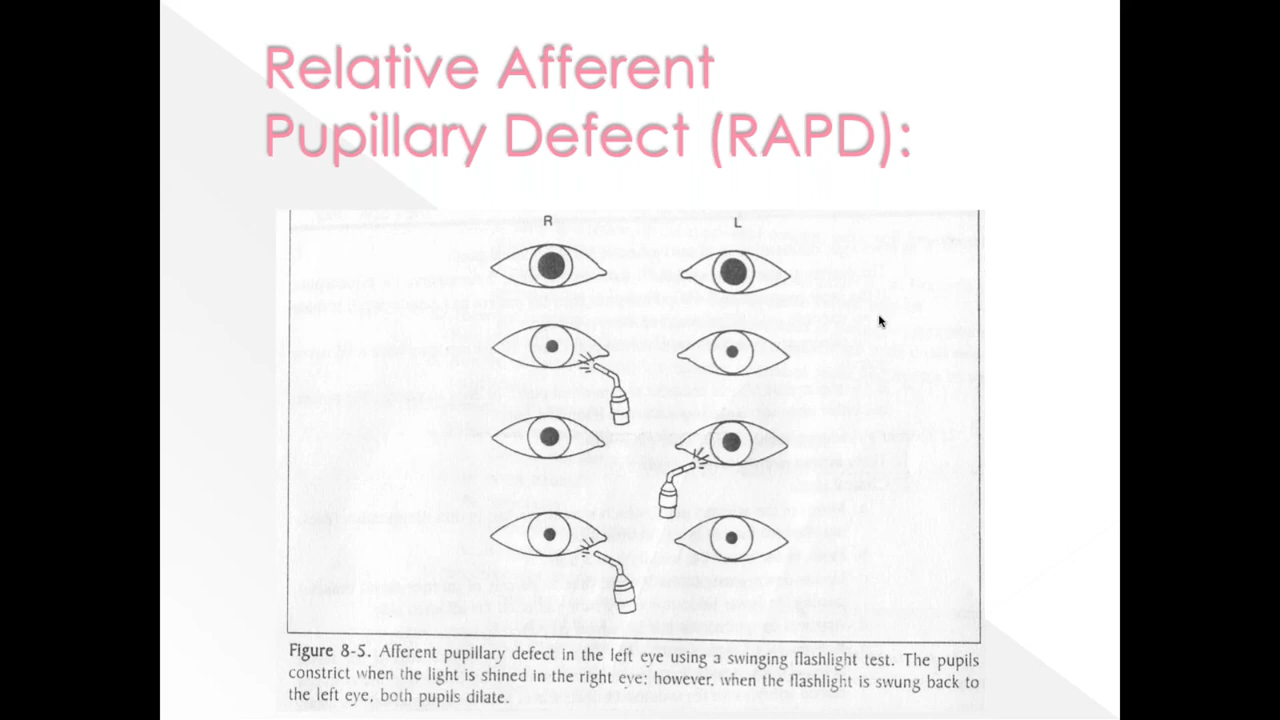 Relative Afferent
Pupillary Defect (RAPD):
R L
Figure 8-5. Afferent pupillary defect in the left eye using a swinging flashlight test. The pupils
constrict when the light is shined in the right eye; however, when the flashlight is swung back to
the left eye, both pupils dilate.